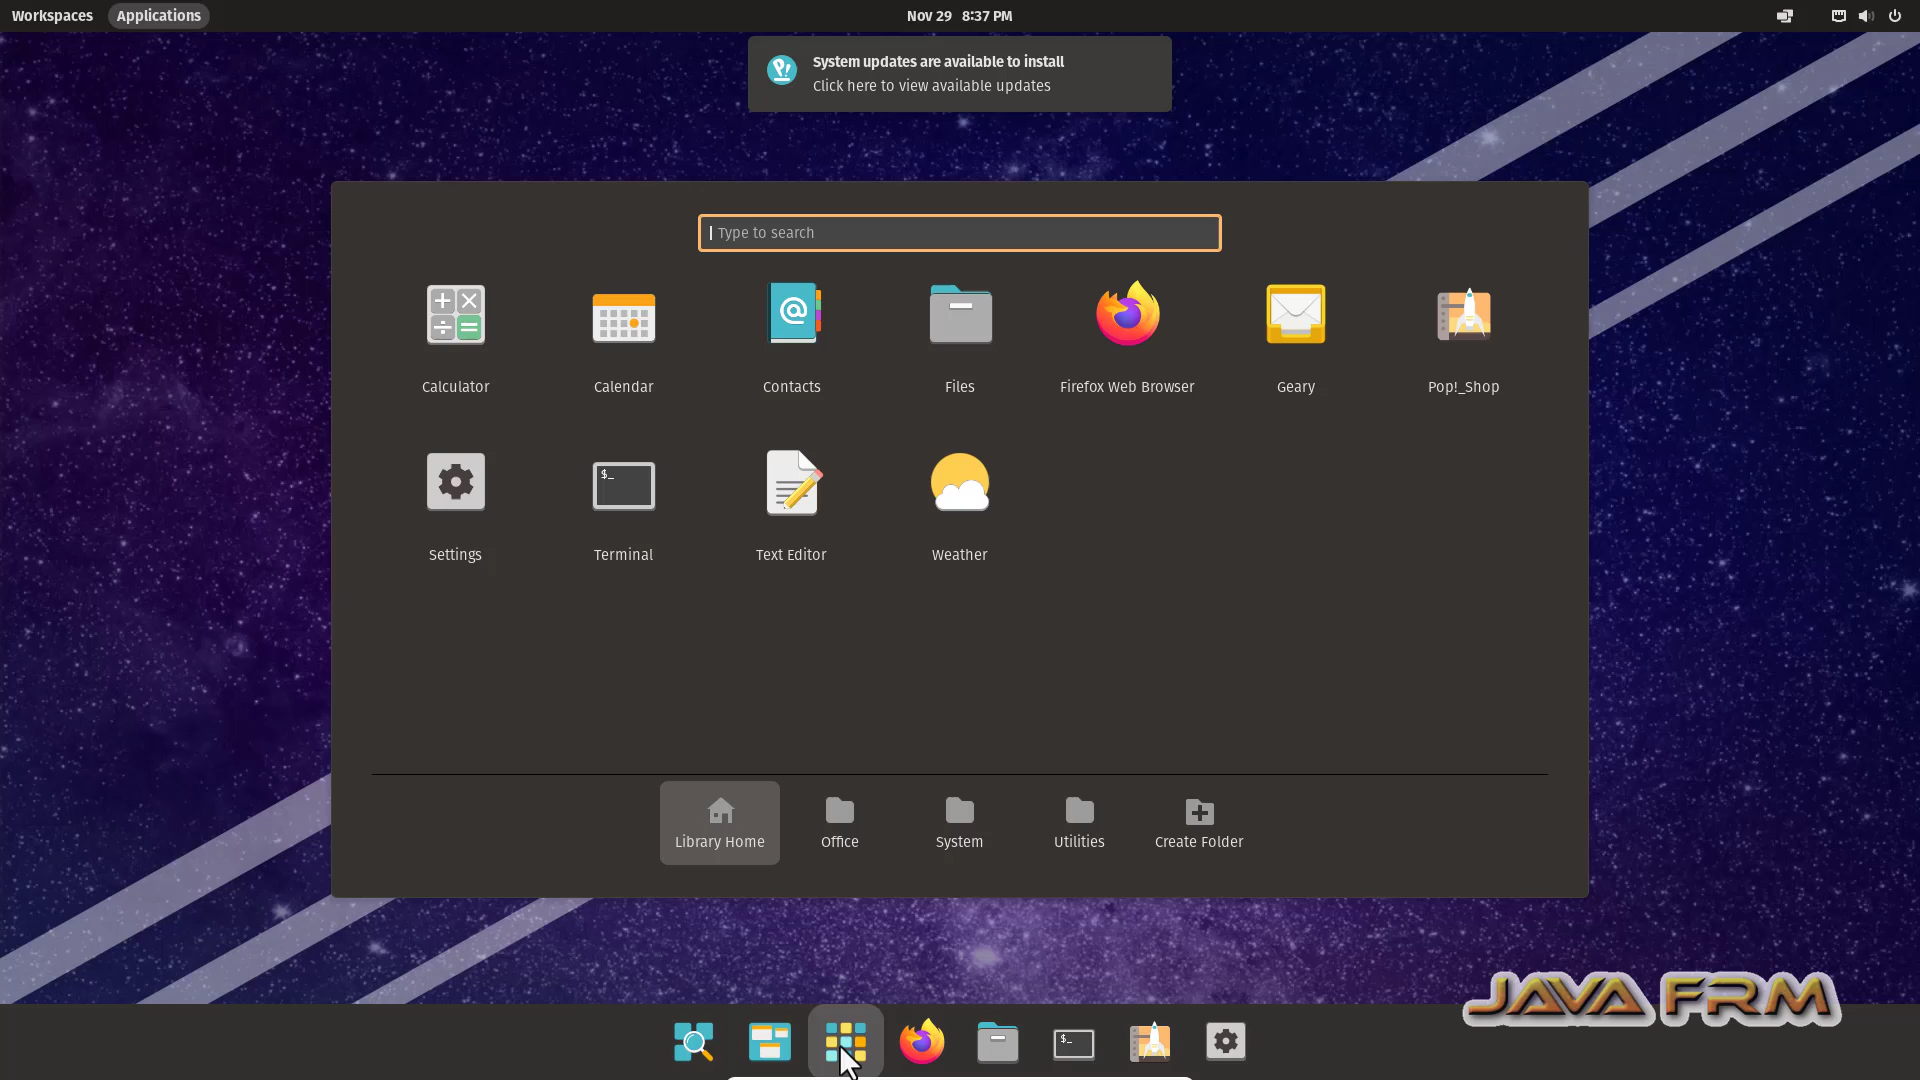 Workspaces Applications Nov 29 8:37 PM
System updates are available to install
Click here to view available updates
Type to search
Calculator Calendar Contacts Files Firefox Web Browser Geary Pop!_Shop
$_
Settings Terminal Text Editor Weather
Library Home Office System Utilities Create Folder
JAVA FRM
$_